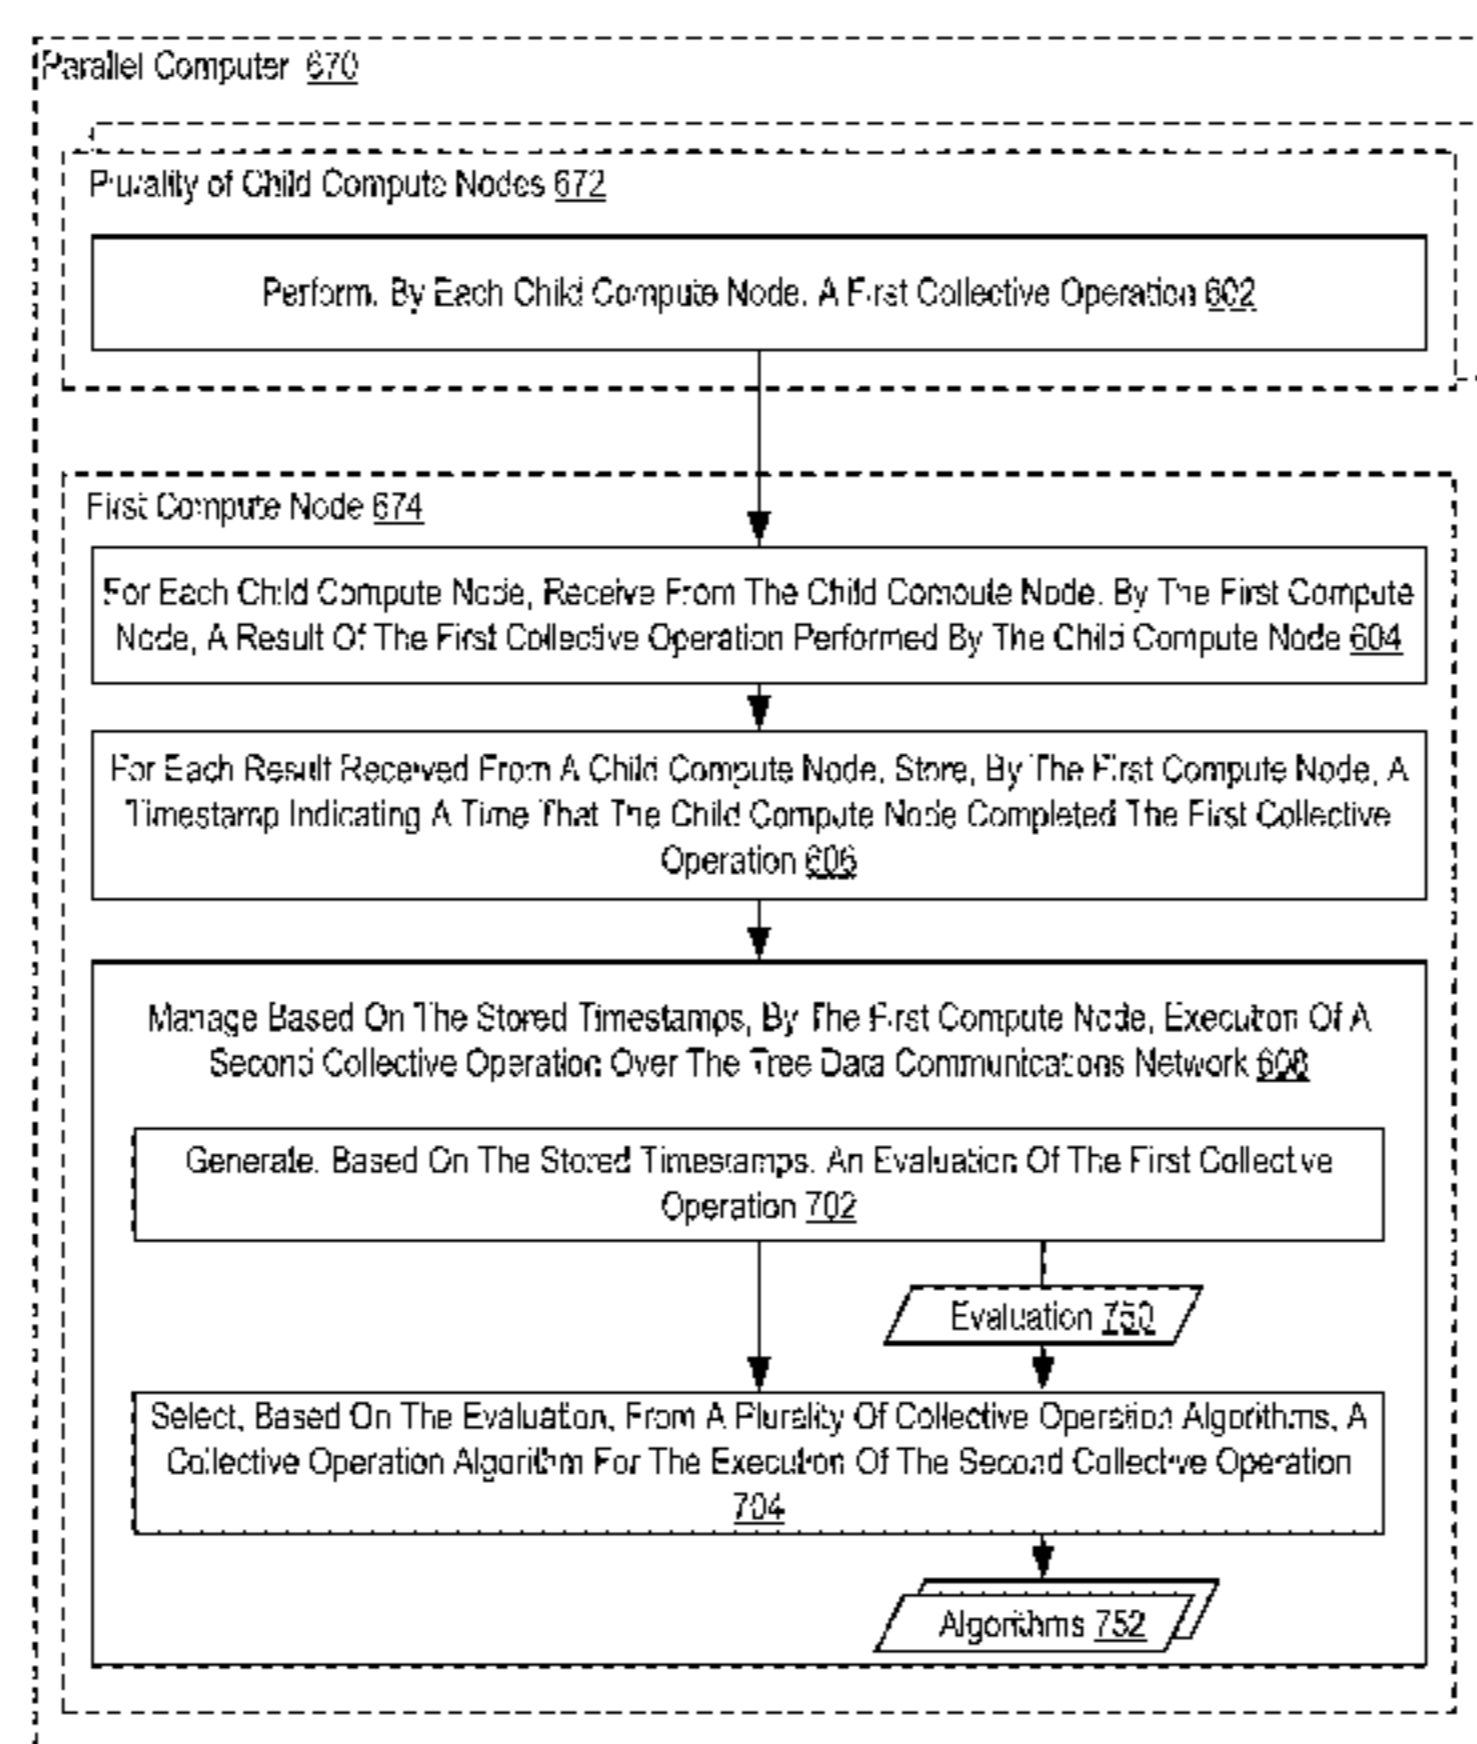 Parallel Computer 670
Plurality of Child Compute Nodes 672
Perform, By Each Child Compute Node, A First Collective Operation 602
First Compute Node 674
For Each Child Compute Node, Receive From The Child Compute Node, By The First Compute
Node, A Result Of The First Collective Operation Performed By The Child Compute Node 604
For Each Result Received From A Child Compute Node, Store, By The First Compute Node, A
Timestamp Indicating A Time That The Child Compute Node Completed The First Collective
Operation 606
Manage Based On The Stored Timestamps, By The First Compute Node, Execution Of A
Second Collective Operation Over The Tree Data Communications Network 608
Generate, Based On The Stored Timestamps, An Evaluation Of The First Collective
Operation 702
Evaluation 750
Select, Based On The Evaluation, From A Plurality Of Collective Operation Algorithms, A
Collective Operation Algorithm For The Execution Of The Second Collective Operation
704
Algorithms 752